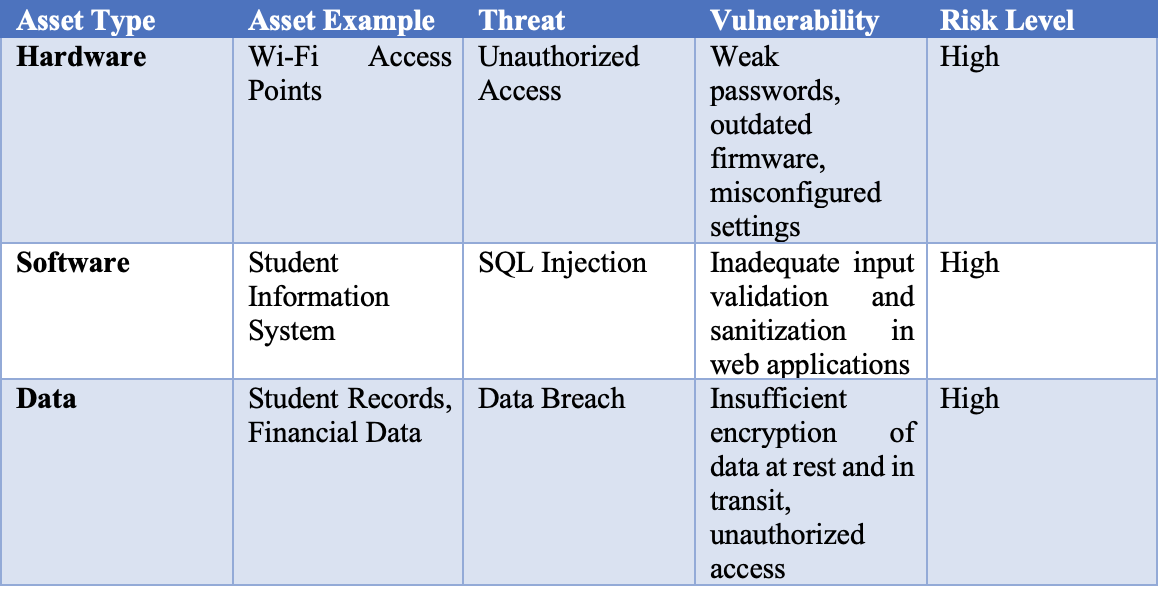 Asset Type Asset Example Threat Vulnerability Risk Level
Hardware Wi-Fi Access Unauthorized Weak High
Points Access passwords,
outdated
firmware,
misconfigured
settings
Software Student SQL Injection Inadequate input High
Information validation and
System sanitization in
web applications
Data Student Records, Data Breach Insufficient High
Financial Data encryption of
data at rest and in
transit,
unauthorized
access